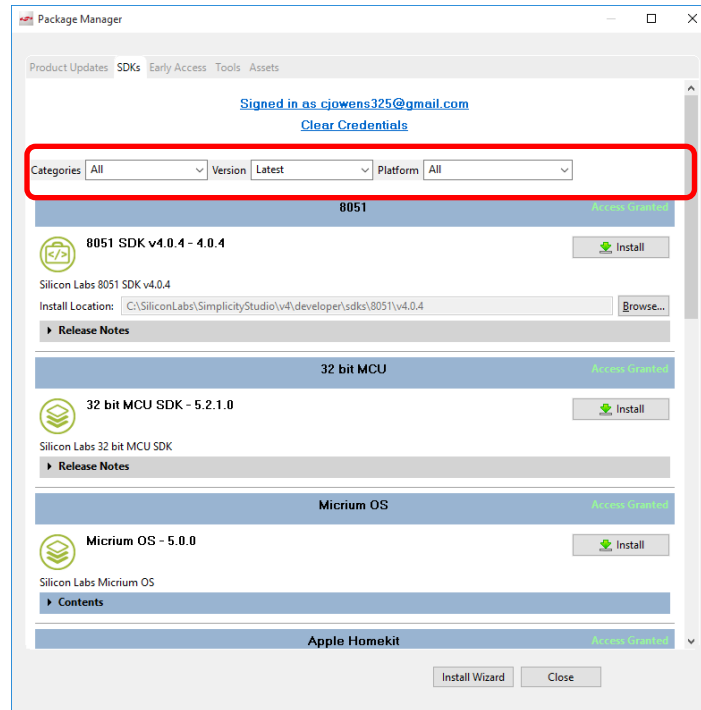 Package Manager
Product Updates SDKs Early Access Tools Assets
Signed in as cjowens325@gmail.com
Clear Credentials
Categories All Version Latest Platform All
8051 Access Granted
8051 SDK v4.0.4 - 4.0.4 Install
Silicon Labs 8051 SDK v4.0.4
Install Location: C:\SiliconLabs\SimplicityStudio\v4\developer\sdks\8051\v4.0.4 Browse...
Release Notes
32 bit MCU Access Granted
32 bit MCU SDK - 5.2.1.0 Install
Silicon Labs 32 bit MCU SDK
Release Notes
Micrium OS Access Granted
Micrium OS - 5.0.0 Install
Silicon Labs Micrium OS
Contents
Apple Homekit Access Granted
Install Wizard Close